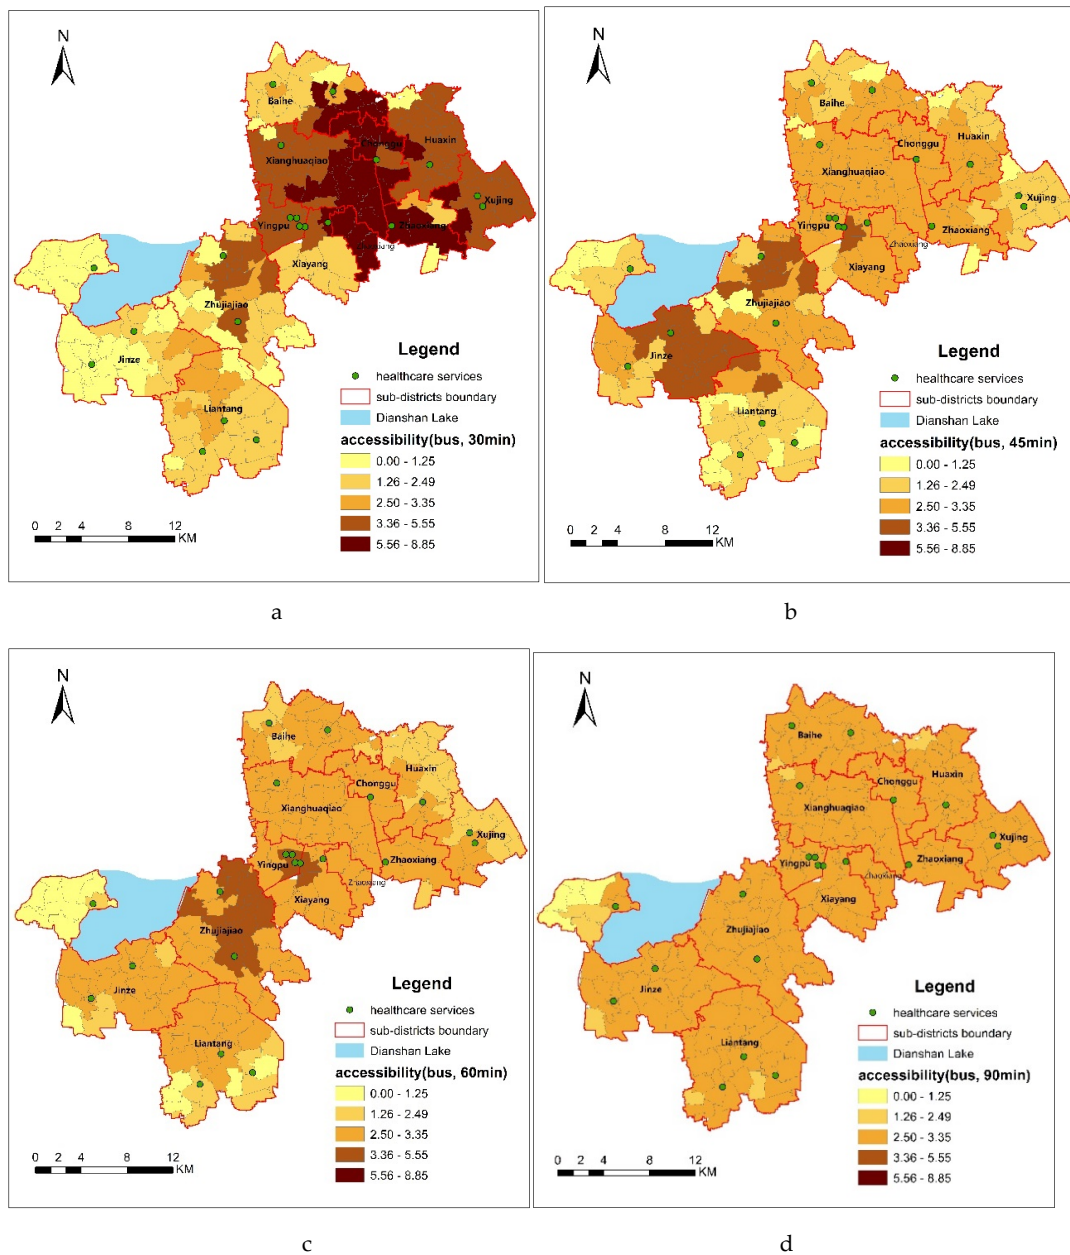 N
Baihe
Huaxin
Chonggu
Xianghuaqiao
Xujing
Yingpu
Zhaoxiang
Zhaoxiang
Xiayang
Zhujiajiao
Jinze
Liantang
Legend
healthcare services
sub-districts boundary
Dianshan Lake
accessibility(bus, 30min)
0.00 - 1.25
1.26 - 2.49
2.50 - 3.35
3.36 - 5.55
5.56 - 8.85
0 2 4 8 12
KM
a
N
Baihe
Huaxin
Chonggu
Xianghuaqiao
Xujing
Yingpu
Zhaoxiang
Zhaoxiang
Xiayang
Zhujiajiao
Jinze
Liantang
Legend
healthcare services
sub-districts boundary
Dianshan Lake
accessibility(bus, 45min)
0.00 - 1.25
1.26 - 2.49
2.50 - 3.35
3.36 - 5.55
5.56 - 8.85
0 2 4 8 12
KM
b
N
Baihe
Huaxin
Chonggu
Xianghuaqiao
Xujing
Yingpu
Zhaoxiang
Zhaoxiang
Xiayang
Zhujiajiao
Jinze
Liantang
Legend
healthcare services
sub-districts boundary
Dianshan Lake
accessibility(bus, 60min)
0.00 - 1.25
1.26 - 2.49
2.50 - 3.35
3.36 - 5.55
5.56 - 8.85
0 2 4 8 12
KM
c
N
Baihe
Huaxin
Chonggu
Xianghuaqiao
Xujing
Yingpu
Zhaoxiang
Zhaoxiang
Xiayang
Zhujiajiao
Jinze
Liantang
Legend
healthcare services
sub-districts boundary
Dianshan Lake
accessibility(bus, 90min)
0.00 - 1.25
1.26 - 2.49
2.50 - 3.35
3.36 - 5.55
5.56 - 8.85
0 2 4 8 12
KM
d